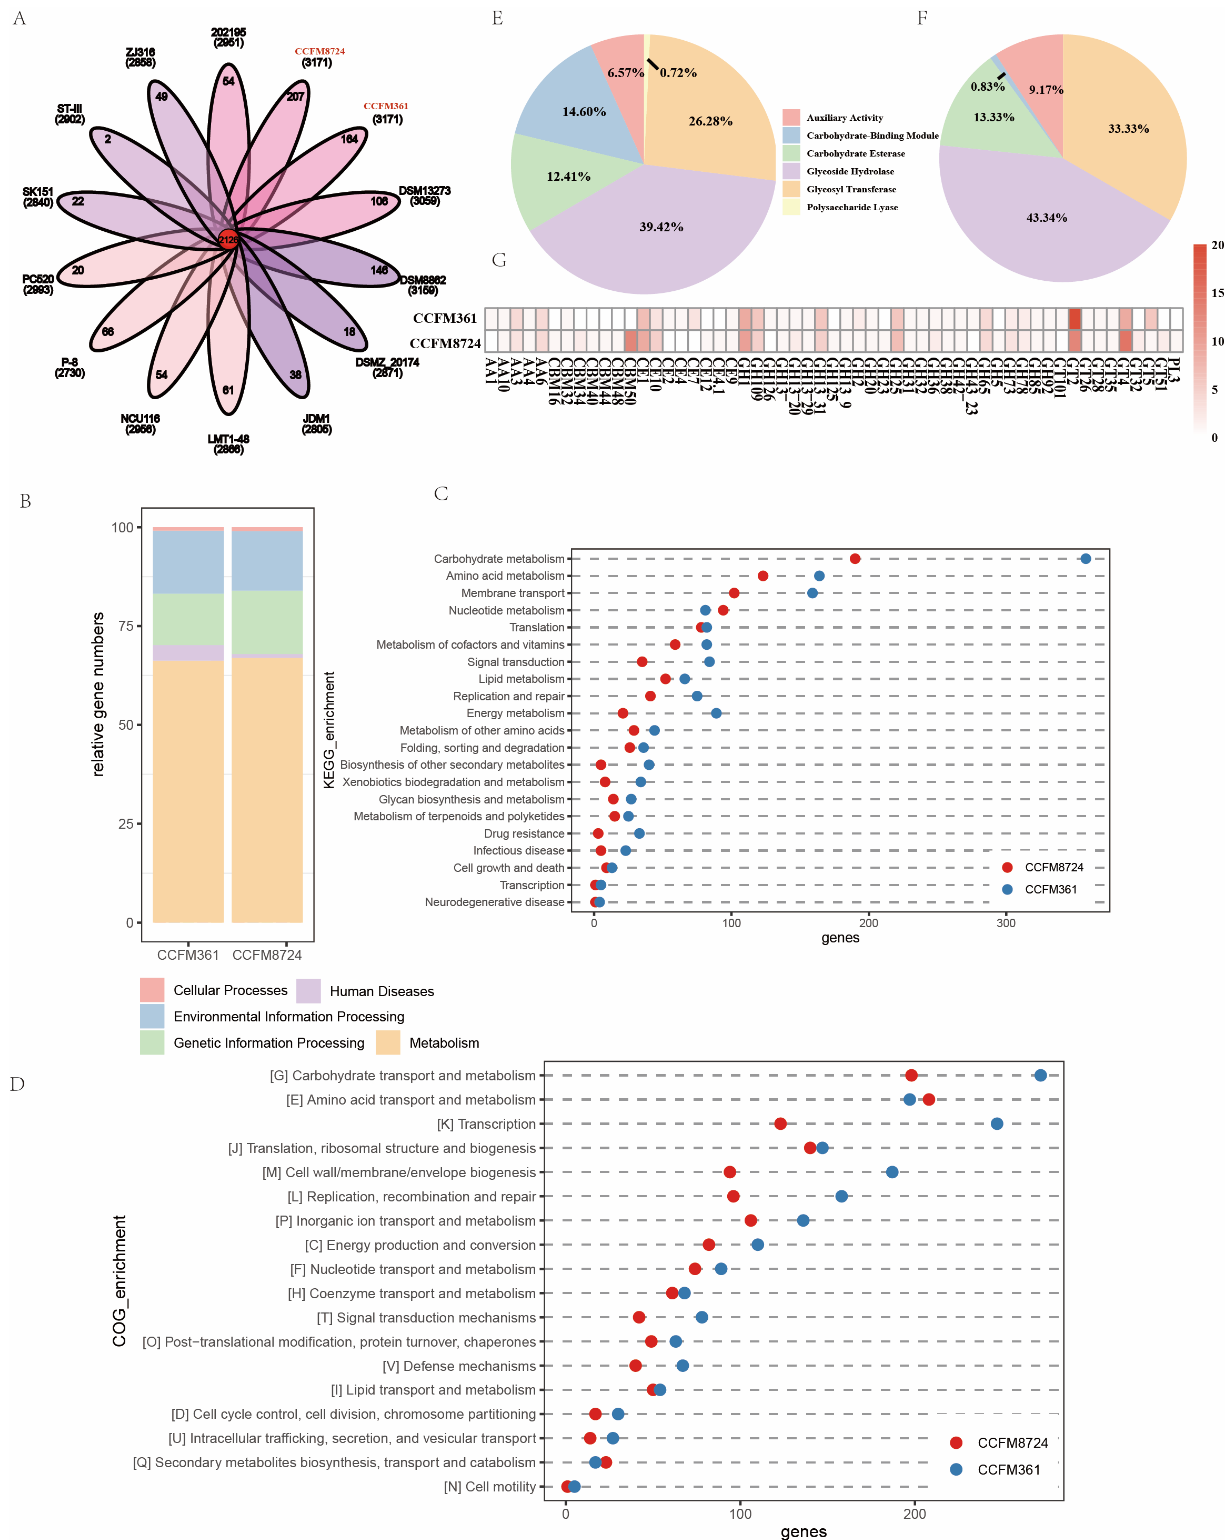 A
202195
(2951)
54
CCFM8724
(3171)
207
CCFM361
(3171)
164
DSM13273
(3059)
106
DSM8862
(3159)
146
DSMZ_20174
(2871)
18
JDM1
(2805)
38
LMT1-48
(2866)
61
NCU116
(2956)
54
P-8
(2730)
66
PC520
(2993)
20
SK151
(2840)
22
ST-III
(2902)
2
ZJ316
(2858)
49
2126
E
6.57%
0.72%
14.60%
26.28%
12.41%
39.42%
Auxiliary Activity
Carbohydrate-Binding Module
Carbohydrate Esterase
Glycoside Hydrolase
Glycosyl Transferase
Polysaccharide Lyase
F
0.83%
9.17%
13.33%
33.33%
43.34%
G
CCFM361
CCFM8724
AA1
AA10
AA3
AA4
AA6
CBM16
CBM32
CBM34
CBM40
CBM44
CBM48
CBM50
CE1
CE10
CE2
CE4
CE7
CE12
CE4.1
CE9
GH1
GH109
GH126
GH13
GH13_20
GH13_29
GH13_31
GH125
GH13_9
GH2
GH20
GH23
GH25
GH31
GH32
GH36
GH38
GH42
GH43_23
GH65
GH5
GH73
GH78
GH85
GH92
GT101
GT2
GT26
GT28
GT35
GT4
GT32
GT5
GT51
PL3
20
15
10
5
0
B
relative gene numbers
100
75
50
25
0
CCFM361
CCFM8724
Cellular Processes
Human Diseases
Environmental Information Processing
Genetic Information Processing
Metabolism
C
KEGG_enrichment
Carbohydrate metabolism
Amino acid metabolism
Membrane transport
Nucleotide metabolism
Translation
Metabolism of cofactors and vitamins
Signal transduction
Lipid metabolism
Replication and repair
Energy metabolism
Metabolism of other amino acids
Folding, sorting and degradation
Biosynthesis of other secondary metabolites
Xenobiotics biodegradation and metabolism
Glycan biosynthesis and metabolism
Metabolism of terpenoids and polyketides
Drug resistance
Infectious disease
Cell growth and death
Transcription
Neurodegenerative disease
CCFM8724
CCFM361
0
100
200
300
genes
D
COG_enrichment
[G] Carbohydrate transport and metabolism
[E] Amino acid transport and metabolism
[K] Transcription
[J] Translation, ribosomal structure and biogenesis
[M] Cell wall/membrane/envelope biogenesis
[L] Replication, recombination and repair
[P] Inorganic ion transport and metabolism
[C] Energy production and conversion
[F] Nucleotide transport and metabolism
[H] Coenzyme transport and metabolism
[T] Signal transduction mechanisms
[O] Post−translational modification, protein turnover, chaperones
[V] Defense mechanisms
[I] Lipid transport and metabolism
[D] Cell cycle control, cell division, chromosome partitioning
[U] Intracellular trafficking, secretion, and vesicular transport
[Q] Secondary metabolites biosynthesis, transport and catabolism
[N] Cell motility
CCFM8724
CCFM361
0
100
200
genes